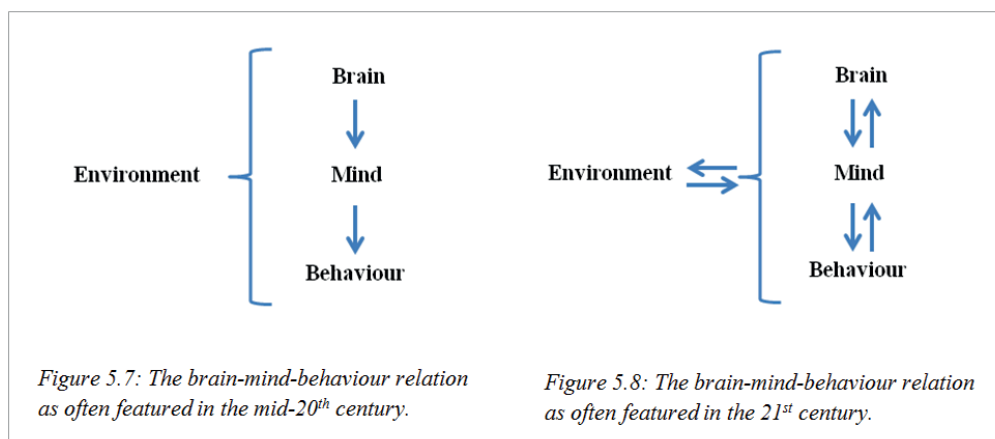 Brain
Environment
Mind
Behaviour
Figure 5.7: The brain-mind-behaviour relation
as often featured in the mid-20th century.
Brain
Environment
Mind
Behaviour
Figure 5.8: The brain-mind-behaviour relation
as often featured in the 21st century.